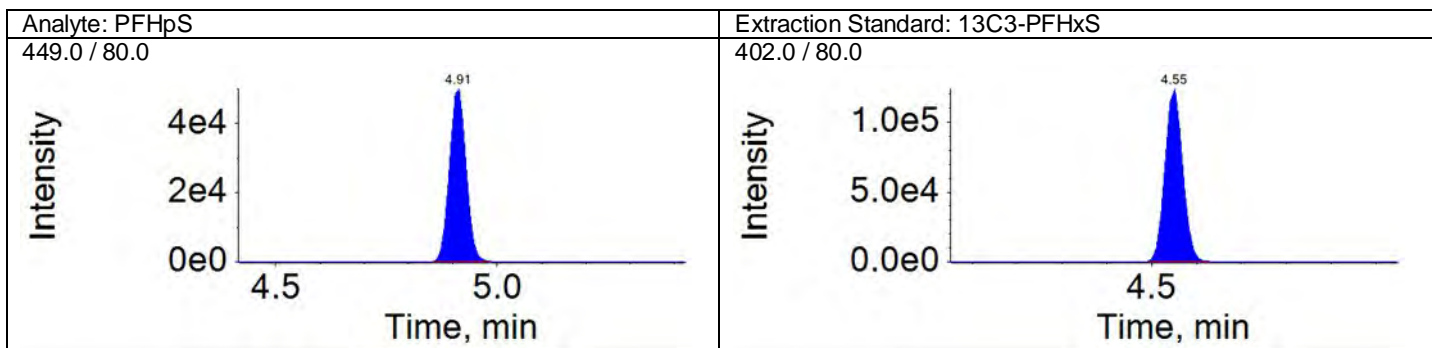 Analyte: PFHpS
449.0 / 80.0
4.91
Intensity
4e4
2e4
0e0
4.5 5.0
Time, min
Extraction Standard: 13C3-PFHxS
402.0 / 80.0
4.55
Intensity
1.0e5
5.0e4
0.0e0
4.5
Time, min